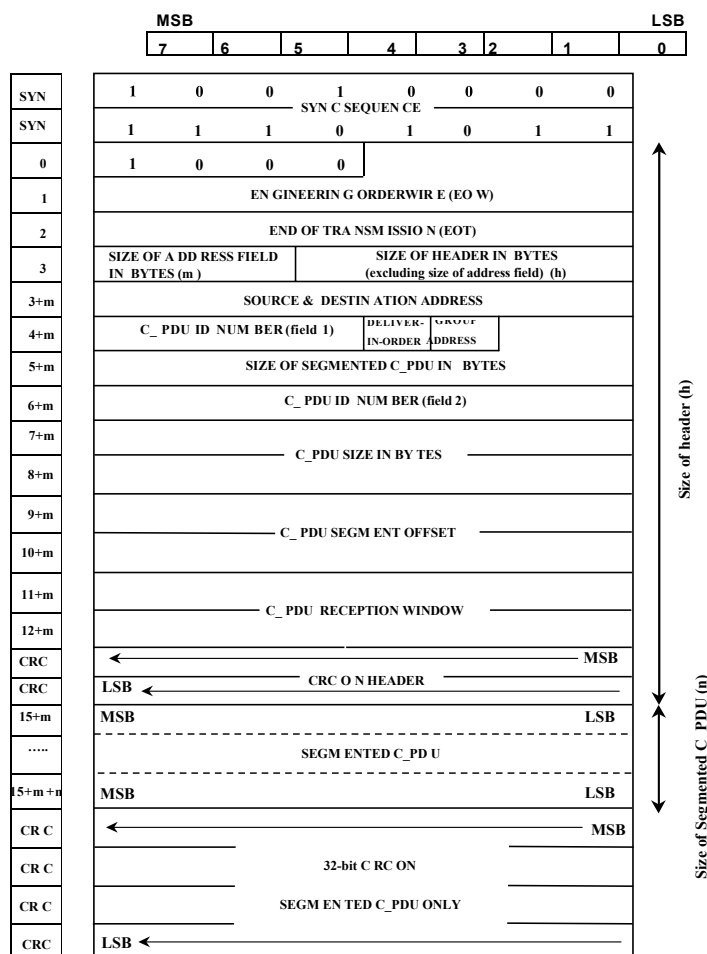 MSB LSB
7 6 5 4 3 2 1 0
SYN 1 0 0 1 0 0 0 0
SYN C SEQUEN CE
SYN 1 1 1 0 1 0 1 1
0 1 0 0 0
1 EN GINEERIN G ORDERWIR E (EO W)
2 END OF TRA NSM ISSIO N (EOT)
3 SIZE OF A DD RESS FIELD SIZE OF HEADER IN BYTES
IN BYTES (m ) (excluding size of address field) (h)
3+m SOURCE & DESTIN ATION ADDRESS
4+m C_ PDU ID NUM BER (field 1) DELIVER- GROUP
IN-ORDER ADDRESS
5+m SIZE OF SEGMENTED C_PDU IN BYTES
6+m C_ PDU ID NUM BER (field 2)
7+m
C_PDU SIZE IN BY TES
8+m
9+m
C_ PDU SEGM ENT OFFSET
10+m
11+m
C_ PDU RECEPTION WINDOW
12+m
CRC MSB
CRC LSB CRC O N HEADER
15+m MSB LSB
..... SEGM ENTED C_PD U
15+m +n MSB LSB
CR C MSB
CR C 32-bit C RC ON
CR C SEGM EN TED C_PDU ONLY
CRC LSB
Size of header (h)
Size of Segmented C_PDU (n)